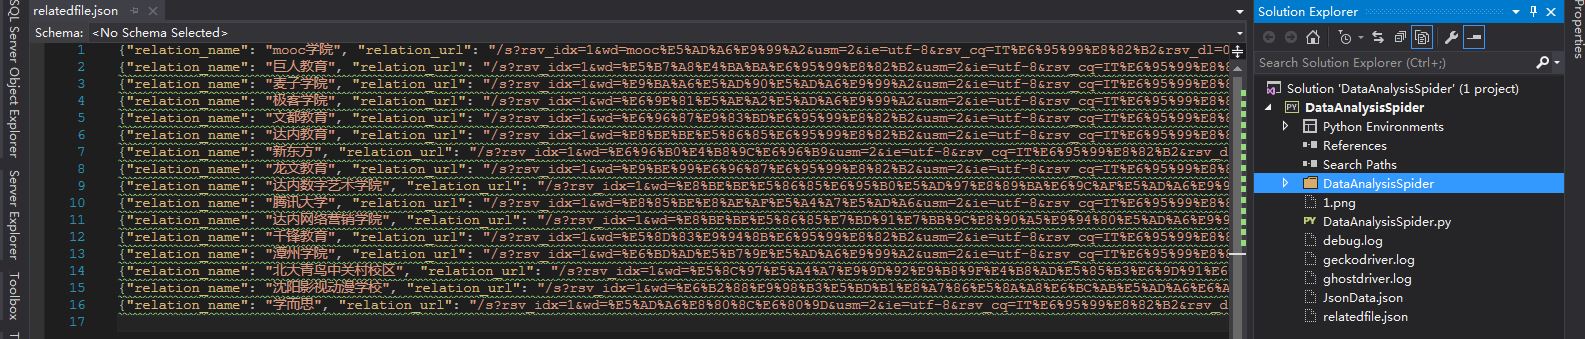 relatedfile.json
Schema: <No Schema Selected>
1 {"relation_name": "mooc学院", "relation_url": "/s?rsv_idx=1&wd=mooc%E5%AD%A6%E9%99%A2&usm=2&ie=utf-8&rsv_cq=IT%E6%95%99%E8%82%B2&rsv_dl=0
2 {"relation_name": "巨人教育", "relation_url": "/s?rsv_idx=1&wd=%E5%B7%A8%E4%BA%BA%E6%95%99%E8%82%B2&usm=2&ie=utf-8&rsv_cq=IT%E6%95%99%E8%8
3 {"relation_name": "麦子学院", "relation_url": "/s?rsv_idx=1&wd=%E9%BA%A6%E5%AD%90%E5%AD%A6%E9%99%A2&usm=2&ie=utf-8&rsv_cq=IT%E6%95%99%E8%8
4 {"relation_name": "极客学院", "relation_url": "/s?rsv_idx=1&wd=%E6%9E%81%E5%AE%A2%E5%AD%A6%E9%99%A2&usm=2&ie=utf-8&rsv_cq=IT%E6%95%99%E8%8
5 {"relation_name": "文都教育", "relation_url": "/s?rsv_idx=1&wd=%E6%96%87%E9%83%BD%E6%95%99%E8%82%B2&usm=2&ie=utf-8&rsv_cq=IT%E6%95%99%E8%8
6 {"relation_name": "达内教育", "relation_url": "/s?rsv_idx=1&wd=%E8%BE%BE%E5%86%85%E6%95%99%E8%82%B2&usm=2&ie=utf-8&rsv_cq=IT%E6%95%99%E8%8
7 {"relation_name": "新东方", "relation_url": "/s?rsv_idx=1&wd=%E6%96%B0%E4%B8%9C%E6%96%B9&usm=2&ie=utf-8&rsv_cq=IT%E6%95%99%E8%82%B2&rsv_d
8 {"relation_name": "龙文教育", "relation_url": "/s?rsv_idx=1&wd=%E9%BE%99%E6%96%87%E6%95%99%E8%82%B2&usm=2&ie=utf-8&rsv_cq=IT%E6%95%99%E8%8
9 {"relation_name": "达内数字艺术学院", "relation_url": "/s?rsv_idx=1&wd=%E8%BE%BE%E5%86%85%E6%95%B0%E5%AD%97%E8%89%BA%E6%9C%AF%E5%AD%A6%E9%9
10 {"relation_name": "腾讯大学", "relation_url": "/s?rsv_idx=1&wd=%E8%85%BE%E8%AE%AF%E5%A4%A7%E5%AD%A6&usm=2&ie=utf-8&rsv_cq=IT%E6%95%99%E8%8
11 {"relation_name": "达内网络营销学院", "relation_url": "/s?rsv_idx=1&wd=%E8%BE%BE%E5%86%85%E7%BD%91%E7%BB%9C%E8%90%A5%E9%94%80%E5%AD%A6%E9%9
12 {"relation_name": "千锋教育", "relation_url": "/s?rsv_idx=1&wd=%E5%8D%83%E9%94%8B%E6%95%99%E8%82%B2&usm=2&ie=utf-8&rsv_cq=IT%E6%95%99%E8%8
13 {"relation_name": "漳州学院", "relation_url": "/s?rsv_idx=1&wd=%E6%BC%B3%E5%B7%9E%E5%AD%A6%E9%99%A2&usm=2&ie=utf-8&rsv_cq=IT%E6%95%99%E8%8
14 {"relation_name": "北大青鸟中关村校区", "relation_url": "/s?rsv_idx=1&wd=%E5%8C%97%E5%A4%A7%E9%9D%92%E9%B8%9F%E4%B8%AD%E5%85%B3%E6%9D%91%E6
15 {"relation_name": "沈阳影视动漫学校", "relation_url": "/s?rsv_idx=1&wd=%E6%B2%88%E9%98%B3%E5%BD%B1%E8%A7%86%E5%8A%A8%E6%BC%AB%E5%AD%A6%E6%A
16 {"relation_name": "学而思", "relation_url": "/s?rsv_idx=1&wd=%E5%AD%A6%E8%80%8C%E6%80%9D&usm=2&ie=utf-8&rsv_cq=IT%E6%95%99%E8%82%B2&rsv_d
17
SQL Server Object Explorer
Server Explorer
Toolbox
Solution Explorer
Search Solution Explorer (Ctrl+;)
Solution 'DataAnalysisSpider' (1 project)
PY DataAnalysisSpider
Python Environments
References
Search Paths
DataAnalysisSpider
1.png
PY DataAnalysisSpider.py
debug.log
geckodriver.log
ghostdriver.log
JsonData.json
relatedfile.json
Properties